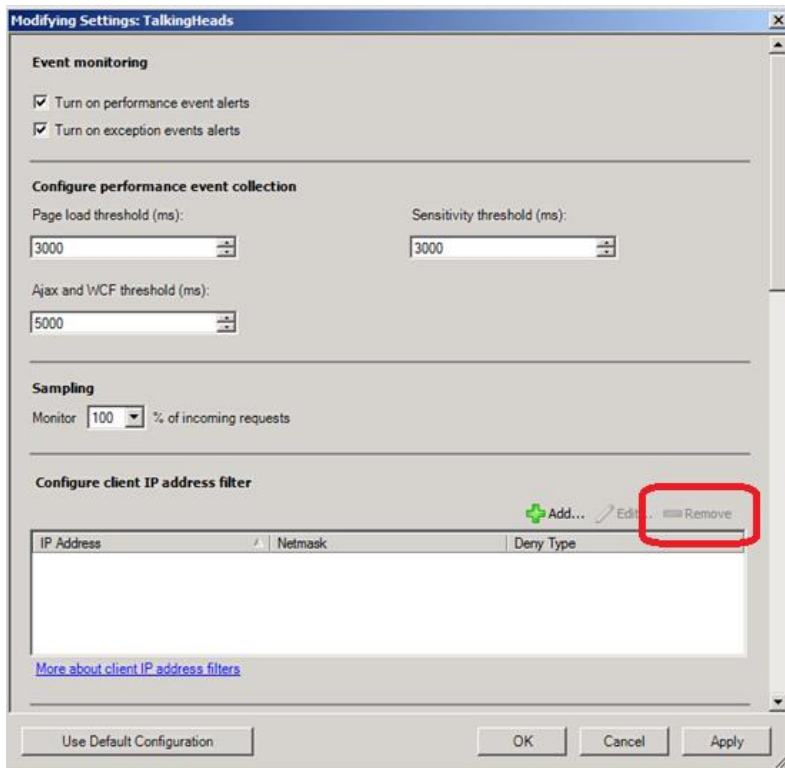 Modifying Settings: TalkingHeads
Event monitoring
Turn on performance event alerts
Turn on exception events alerts
Configure performance event collection
Page load threshold (ms): Sensitivity threshold (ms):
3000 3000
Ajax and WCF threshold (ms):
5000
Sampling
Monitor 100 % of incoming requests
Configure client IP address filter
Add... Edit... Remove
IP Address Netmask Deny Type
More about client IP address filters
Use Default Configuration OK Cancel Apply